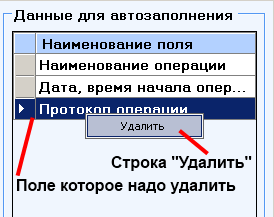 Данные для автозаполнения
Наименование поля
Наименование операции
Дата, время начала опер...
Протокол операции
Удалить
Строка "Удалить"
Поле которое надо удалить